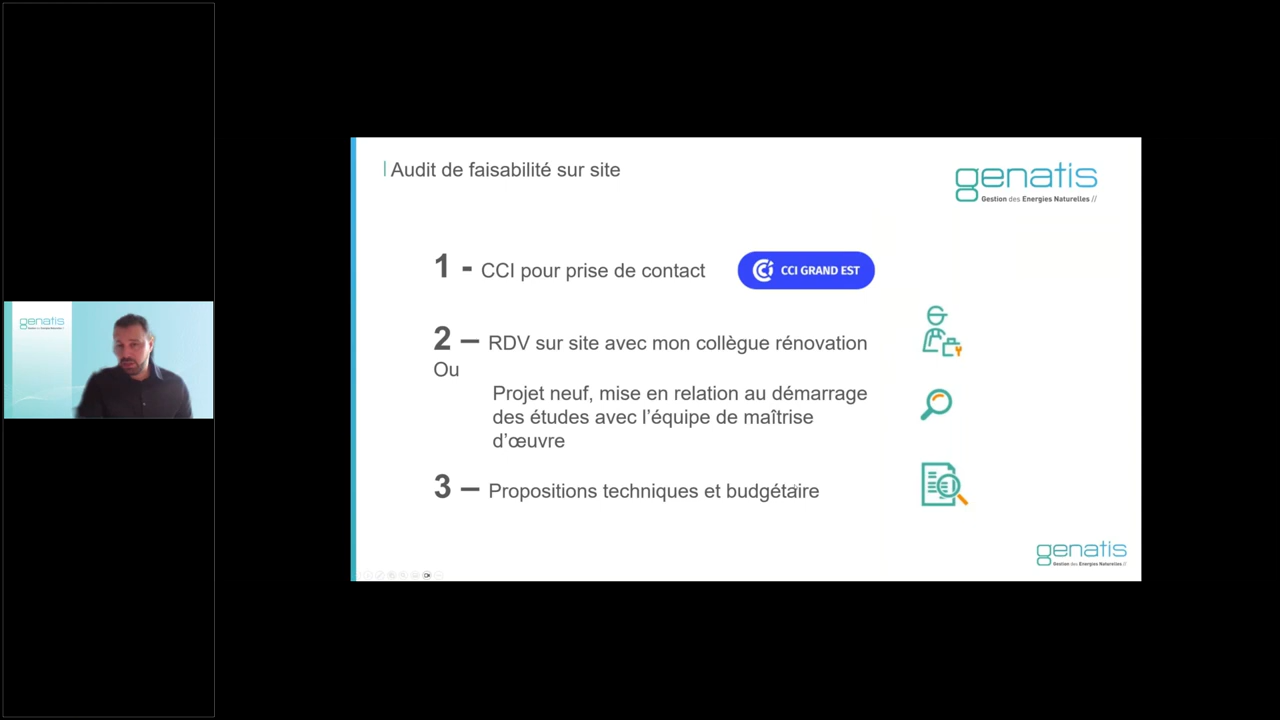 genatis
Audit de faisabilité sur site
genatis
Gestion des Energies Naturelles //
1 - CCI pour prise de contact
CCI GRAND EST
2 – RDV sur site avec mon collègue rénovation
Ou
Projet neuf, mise en relation au démarrage
des études avec l’équipe de maîtrise
d’œuvre
3 – Propositions techniques et budgétaire
genatis
Gestion des Energies Naturelles //